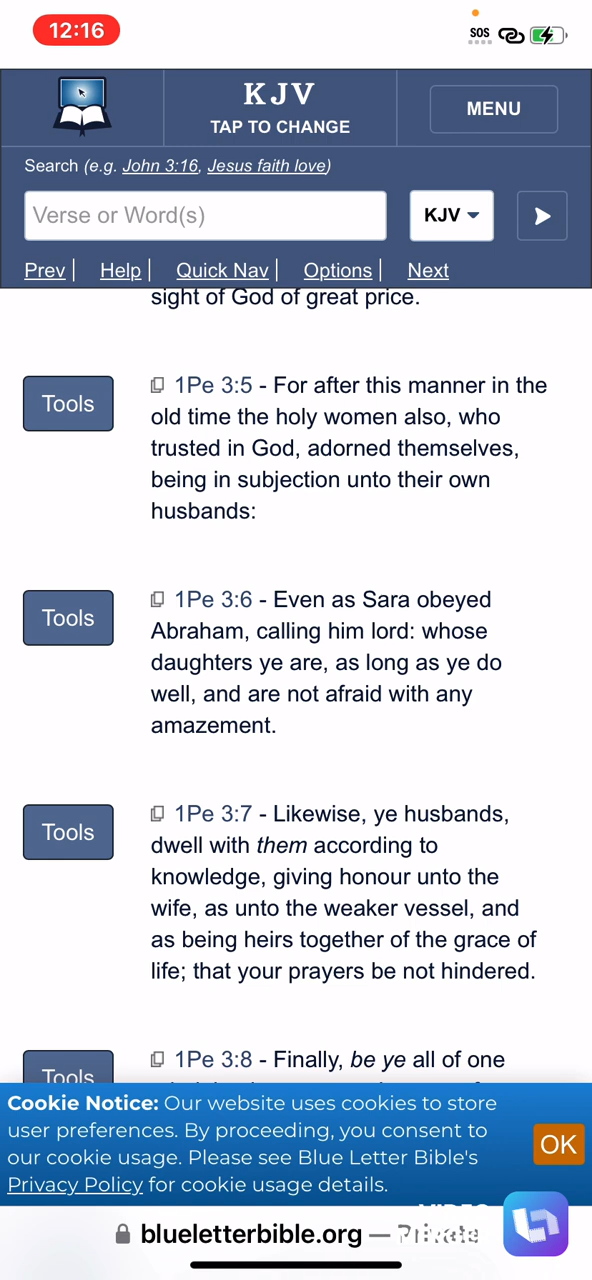 12:16
SOS
KJV
TAP TO CHANGE
MENU
Search (e.g. John 3:16, Jesus faith love)
Verse or Word(s)
KJV
Prev | Help | Quick Nav | Options | Next
sight of God of great price.
Tools
1Pe 3:5 - For after this manner in the
old time the holy women also, who
trusted in God, adorned themselves,
being in subjection unto their own
husbands:
Tools
1Pe 3:6 - Even as Sara obeyed
Abraham, calling him lord: whose
daughters ye are, as long as ye do
well, and are not afraid with any
amazement.
Tools
1Pe 3:7 - Likewise, ye husbands,
dwell with them according to
knowledge, giving honour unto the
wife, as unto the weaker vessel, and
as being heirs together of the grace of
life; that your prayers be not hindered.
Tools
1Pe 3:8 - Finally, be ye all of one
Cookie Notice: Our website uses cookies to store
user preferences. By proceeding, you consent to
our cookie usage. Please see Blue Letter Bible's
Privacy Policy for cookie usage details.
OK
blueletterbible.org — Private